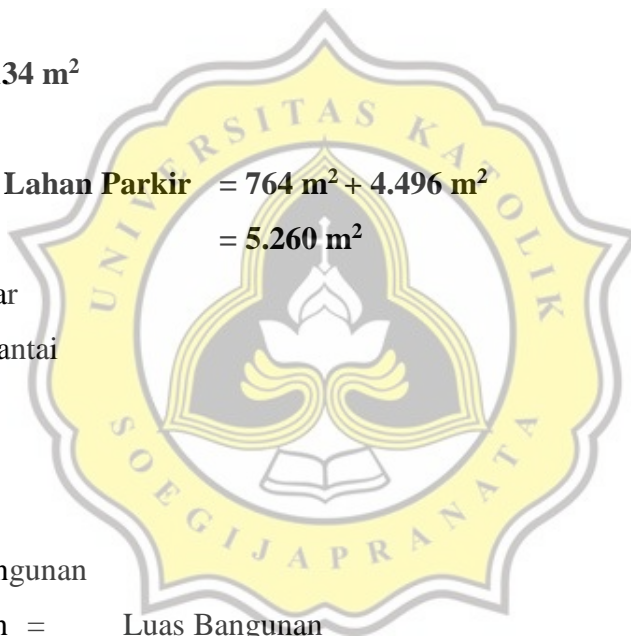 34 m²
Lahan Parkir = 764 m² + 4.496 m²
= 5.260 m²
ar
antai
ngunan
n = Luas Bangunan
UNIVERSITAS KATOLIK
SOEGIJAPRANATA